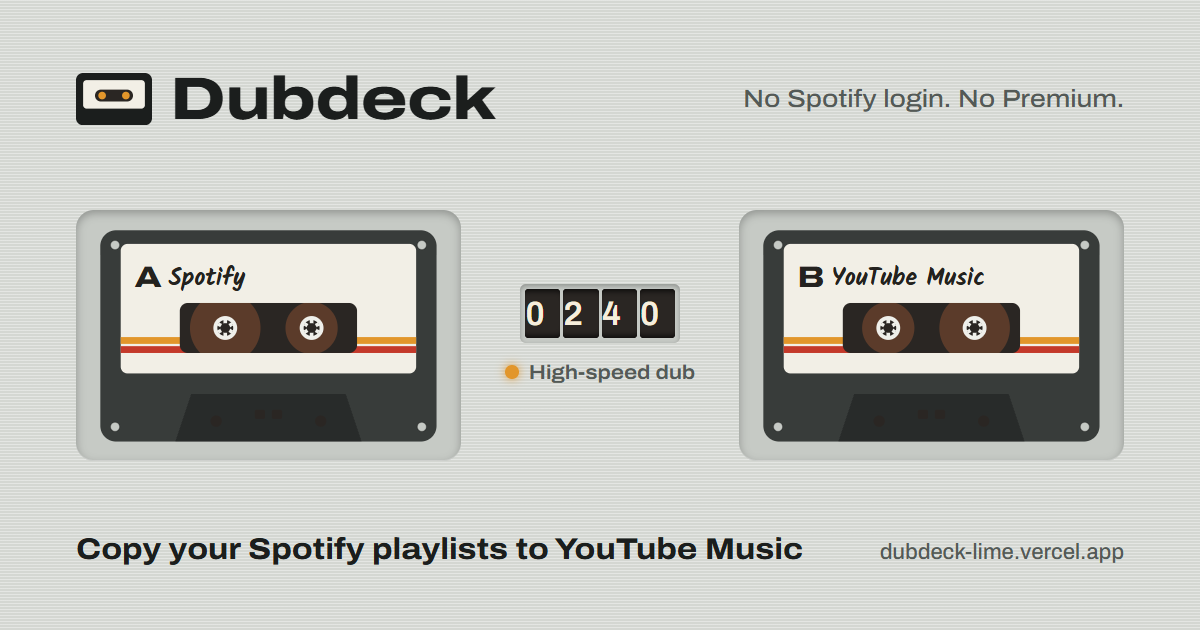 Dubdeck
No Spotify login. No Premium.
A Spotify
B YouTube Music
0240
High-speed dub
Copy your Spotify playlists to YouTube Music
dubdeck-lime.vercel.app